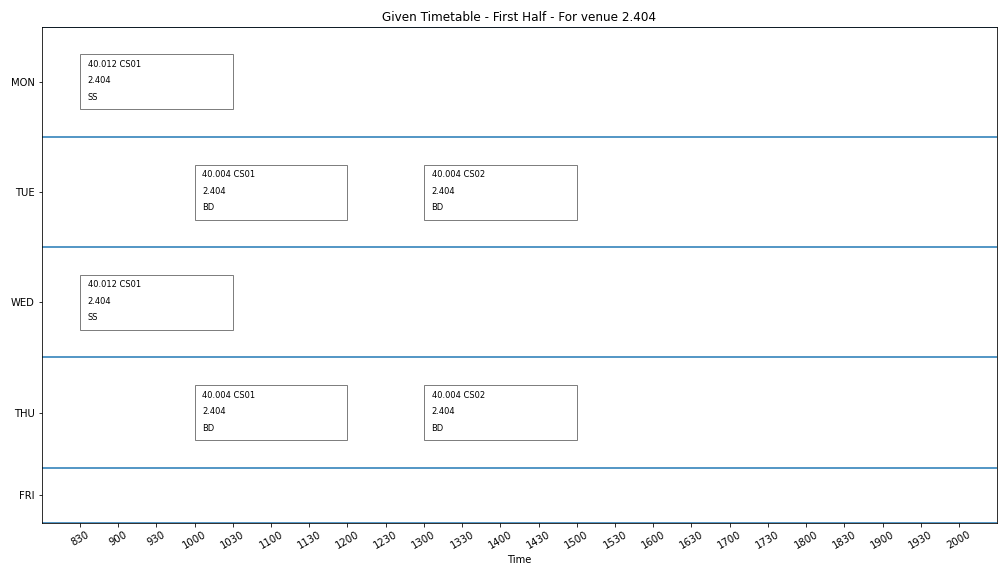 Given Timetable - First Half - For venue 2.404
MON
40.012 CS01
2.404
SS
TUE
40.004 CS01
2.404
BD
40.004 CS02
2.404
BD
WED
40.012 CS01
2.404
SS
THU
40.004 CS01
2.404
BD
40.004 CS02
2.404
BD
FRI
830 900 930 1000 1030 1100 1130 1200 1230 1300 1330 1400 1430 1500 1530 1600 1630 1700 1730 1800 1830 1900 1930 2000
Time